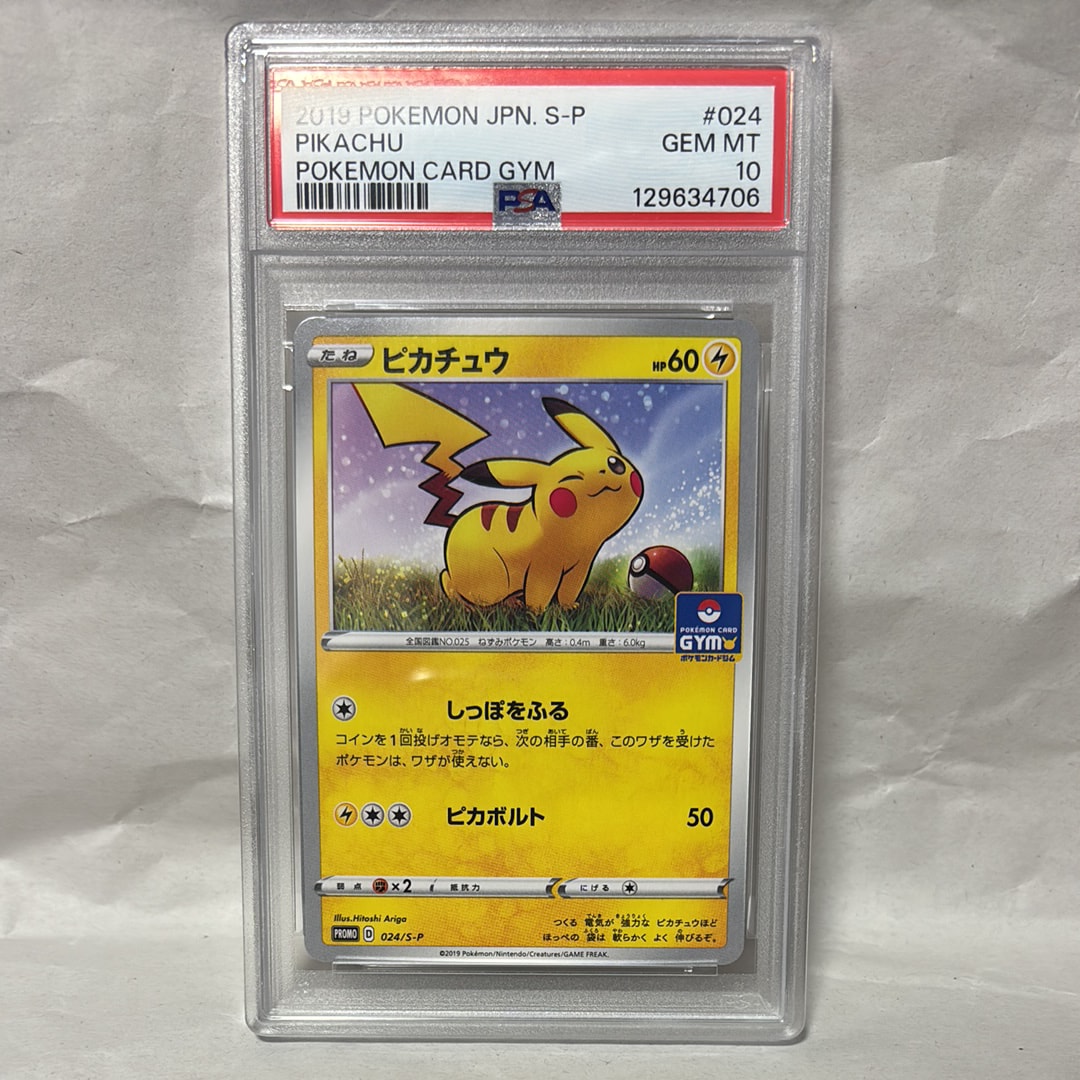 2019 POKEMON JPN. S-P #024
PIKACHU GEM MT
POKEMON CARD GYM 10
PSA 129634706
たね ピカチュウ HP60
全国図鑑NO.025 ねずみポケモン 高さ:0.4m 重さ:6.0kg
POKÉMON CARD
GYM
ポケモンカードジム
しっぽをふる
コインを1回投げオモテなら、次の相手の番、このワザを受けた
ポケモンは、ワザが使えない。
ピカボルト 50
弱点 ×2 抵抗力 にげる
Illus.Hitoshi Ariga
つくる 電気が 強力な ピカチュウほど
ほっぺの 袋は 軟らかく よく 伸びるぞ。
PROMO D 024/S-P
©2019 Pokémon/Nintendo/Creatures/GAME FREAK.